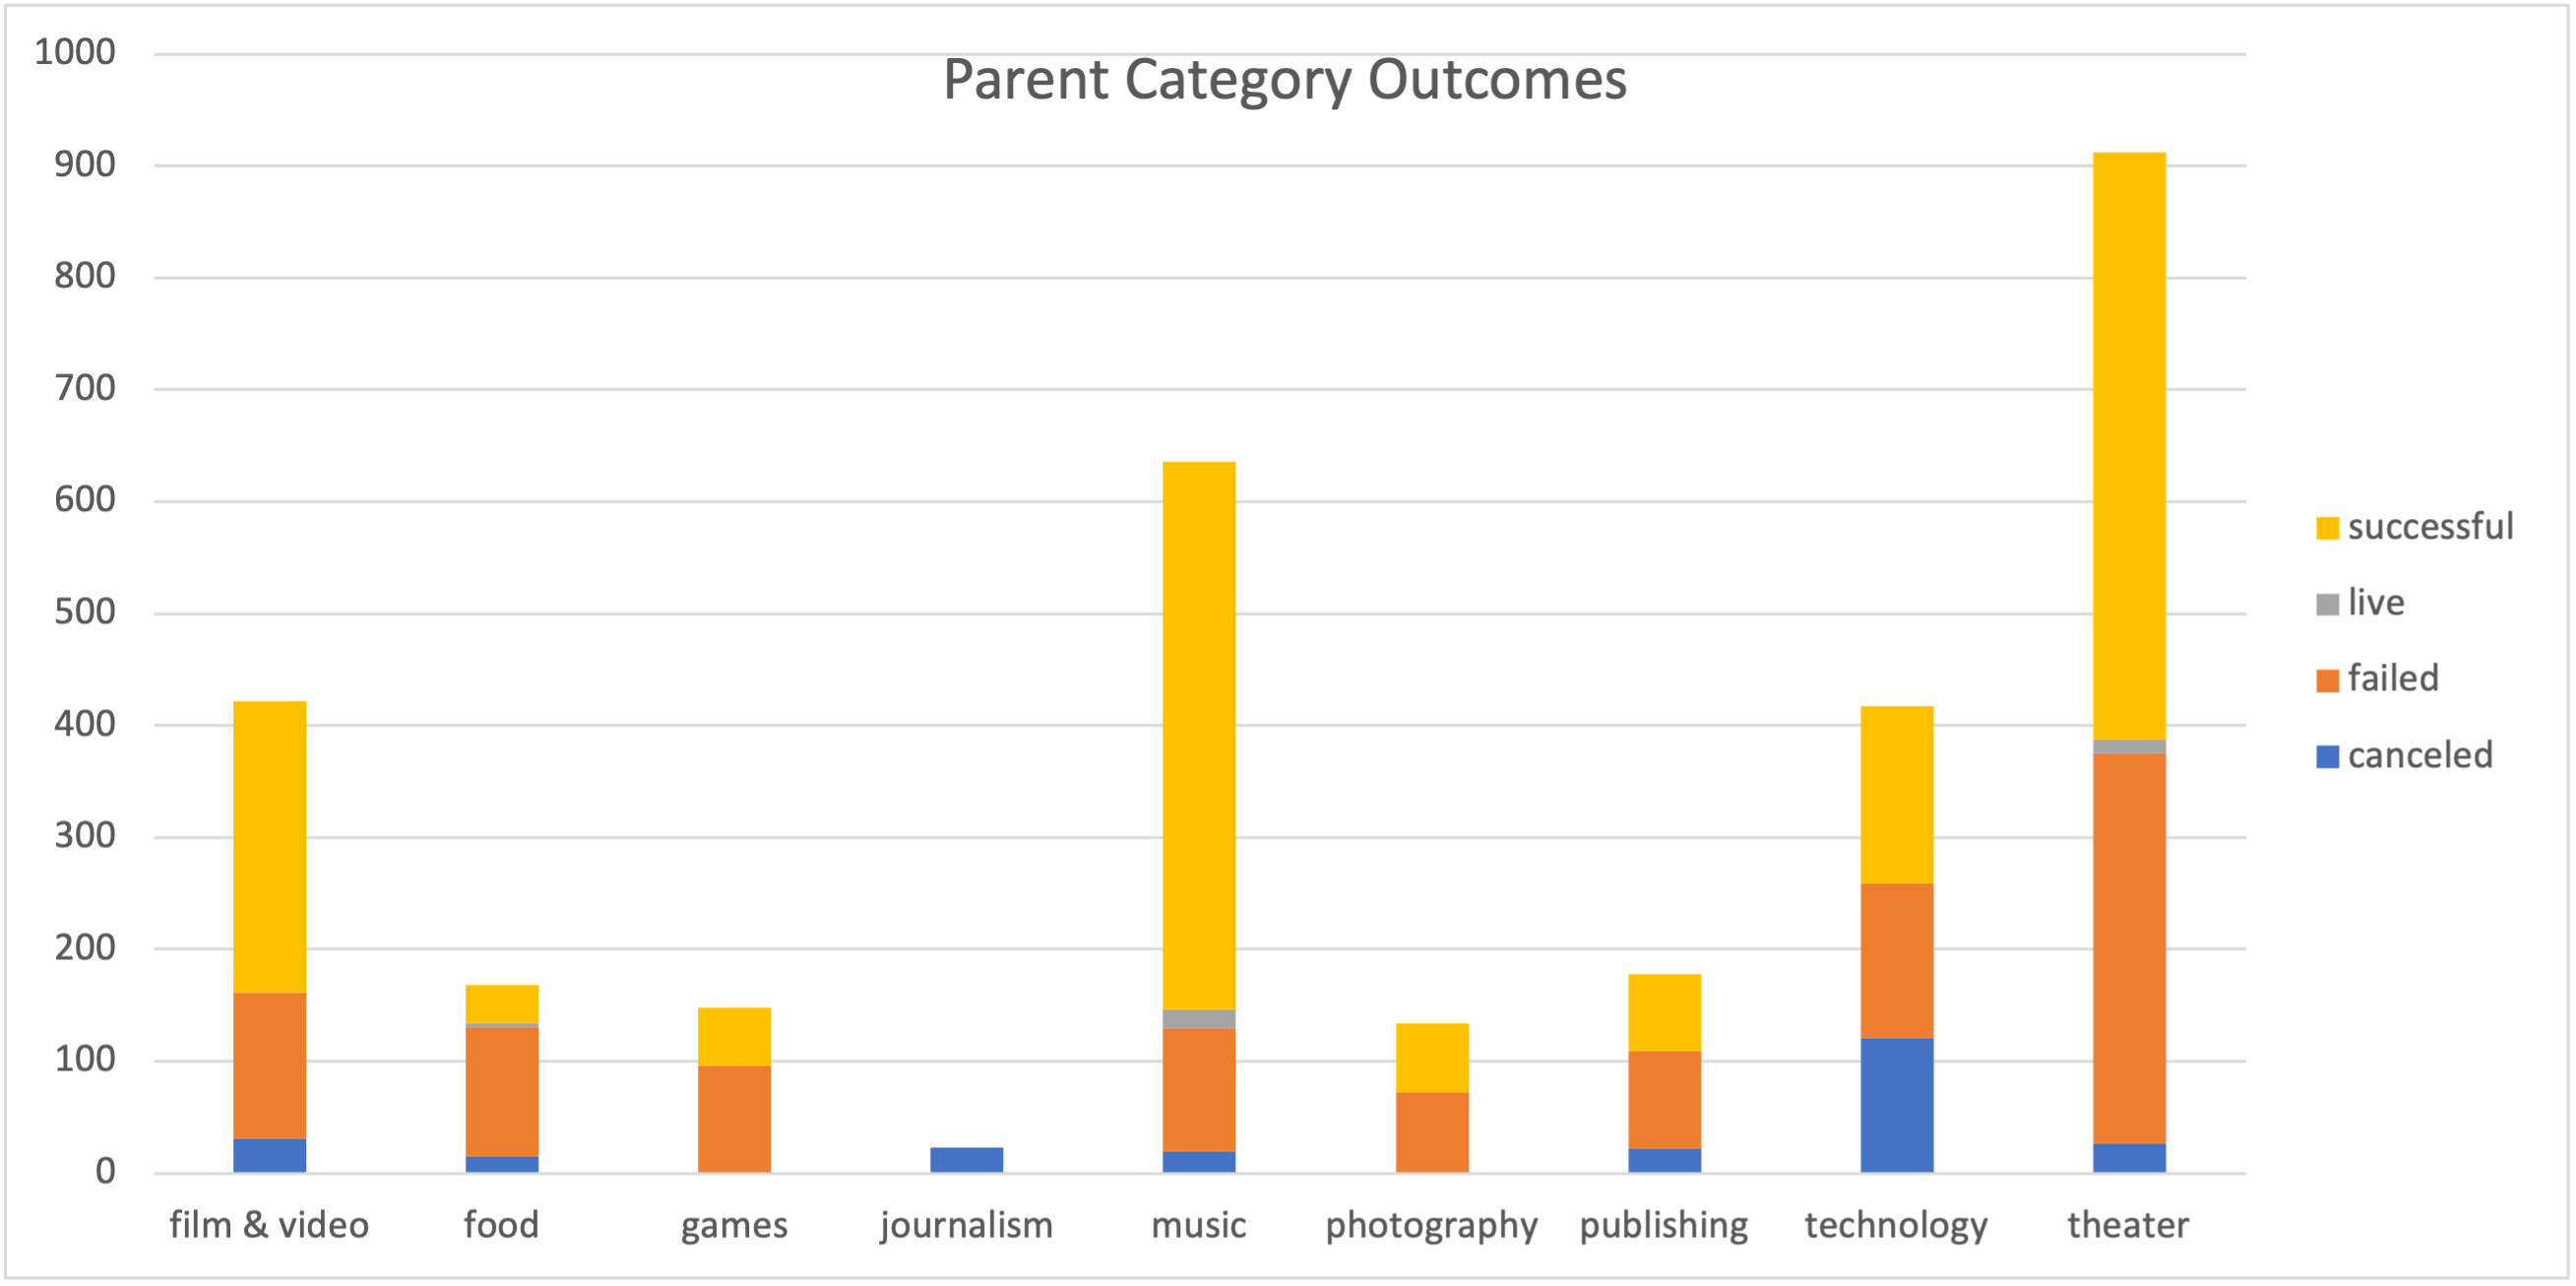 Parent Category Outcomes
1000
900
800
700
600
500
400
300
200
100
0
film & video food games journalism music photography publishing technology theater
successful
live
failed
canceled